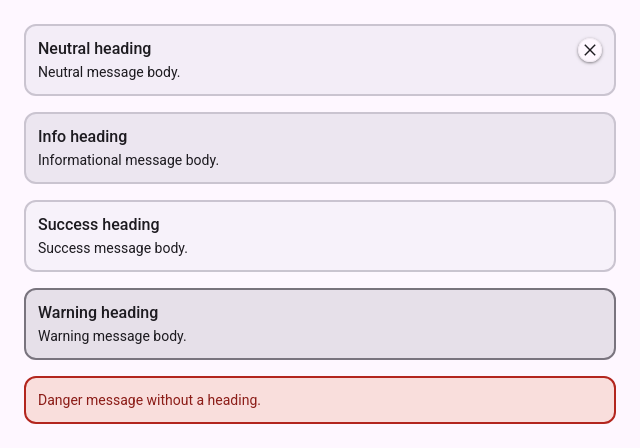 Neutral heading
Neutral message body.
Info heading
Informational message body.
Success heading
Success message body.
Warning heading
Warning message body.
Danger message without a heading.